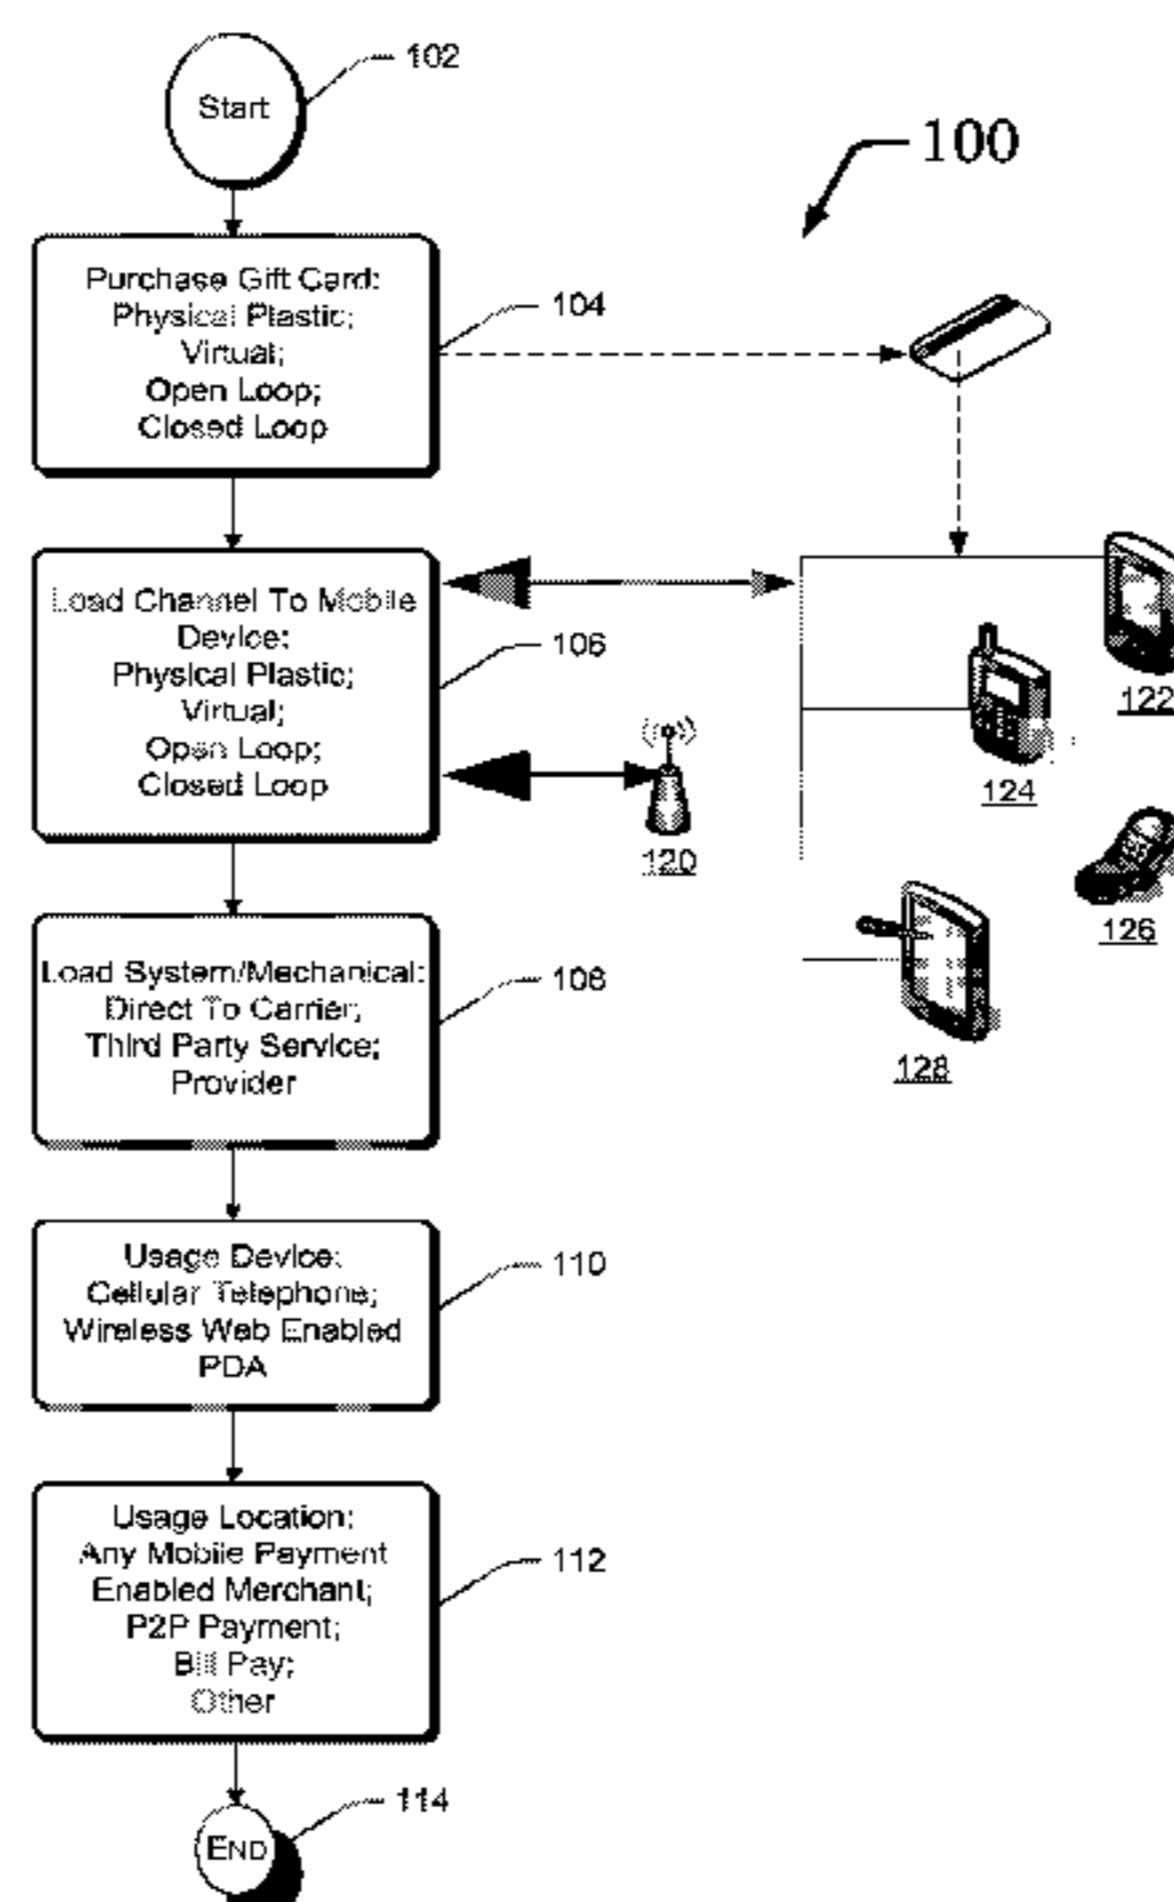 102
Start
100
Purchase Gift Card:
Physical Plastic;
Virtual;
Open Loop;
Closed Loop
104
Load Channel To Mobile
Device:
Physical Plastic;
Virtual;
Open Loop;
Closed Loop
106
122
124
120
126
Load System/Mechanical:
Direct To Carrier;
Third Party Service;
Provider
108
128
Usage Device:
Cellular Telephone;
Wireless Web Enabled
PDA
110
Usage Location:
Any Mobile Payment
Enabled Merchant;
P2P Payment;
Bill Pay;
Other
112
114
END